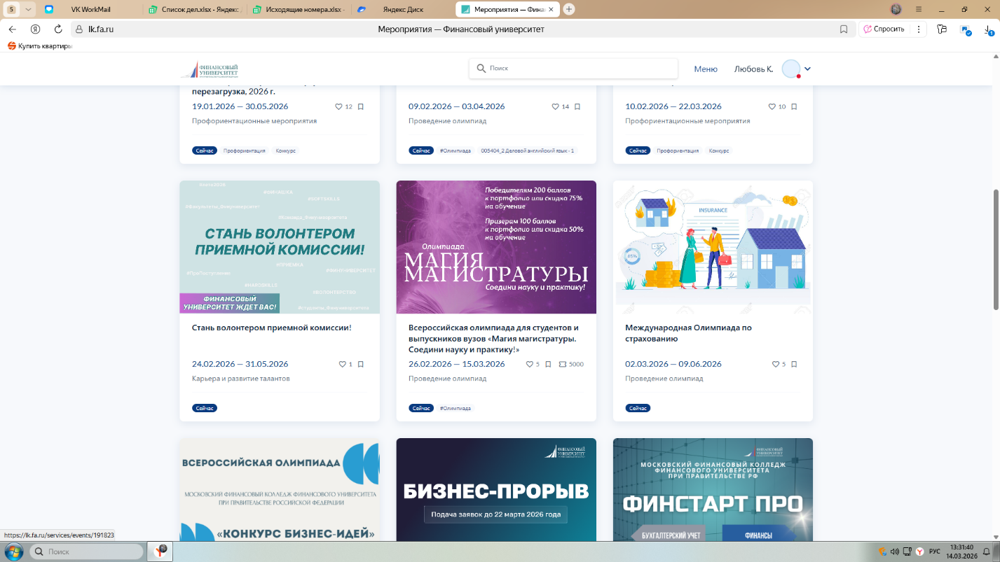 5
VK WorkMail
Список дел.xlsx - Яндекс
Исходящие номера.xlsx -
Яндекс Диск
Мероприятия — Фина
lk.fa.ru
Мероприятия — Финансовый университет
Спросить
1
Купить квартиры
ФИНАНСОВЫЙ
УНИВЕРСИТЕТ
Поиск
Меню
Любовь К.
перезагрузка, 2026 г.
19.01.2026 — 30.05.2026
12
Профориентационные мероприятия
Сейчас
Профориентация
Конкурс
09.02.2026 — 03.04.2026
14
Проведение олимпиад
Сейчас
#Олимпиада
005404_2 Деловой английский язык - 1
10.02.2026 — 22.03.2026
10
Профориентационные мероприятия
Сейчас
Профориентация
Конкурс
#SOFTSKILLS
СТАНЬ ВОЛОНТЕРОМ
ПРИЕМНОЙ КОМИССИИ!
#ПРИЕМКА
#ФИНУНИВЕРСИТЕТ
#HARDSKILLS
#ВОЛОНТЕРСТВО
ФИНАНСОВЫЙ
УНИВЕРСИТЕТ ЖДЕТ ВАС!
Стань волонтером приемной комиссии!
24.02.2026 — 31.05.2026
1
Карьера и развитие талантов
Сейчас
Победителям 200 баллов
к портфолио или скидка 75%
на обучение
Призерам 100 баллов
к портфолио или скидка 50%
на обучение
Олимпиада
МАГИЯ
МАГИСТРАТУРЫ
Соедини науку и практику!
Всероссийская олимпиада для студентов и
выпускников вузов «Магия магистратуры.
Соедини науку и практику!»
26.02.2026 — 15.03.2026
5
5000
Проведение олимпиад
Сейчас
#Олимпиада
INSURANCE
65%
Международная Олимпиада по
страхованию
02.03.2026 — 09.06.2026
5
Проведение олимпиад
Сейчас
ВСЕРОССИЙСКАЯ ОЛИМПИАДА
МОСКОВСКИЙ ФИНАНСОВЫЙ КОЛЛЕДЖ ФИНАНСОВОГО УНИВЕРСИТЕТА
ПРИ ПРАВИТЕЛЬСТВЕ РОССИЙСКОЙ ФЕДЕРАЦИИ
«КОНКУРС БИЗНЕС-ИДЕЙ»
ФИНАНСОВЫЙ
УНИВЕРСИТЕТ
БИЗНЕС-ПРОРЫВ
Подача заявок до 22 марта 2026 года
ФИНАНСОВЫЙ
УНИВЕРСИТЕТ
МОСКОВСКИЙ ФИНАНСОВЫЙ КОЛЛЕДЖ
ФИНАНСОВОГО УНИВЕРСИТЕТА
ПРИ ПРАВИТЕЛЬСТВЕ РФ
ФИНСТАРТ ПРО
БУХГАЛТЕРСКИЙ УЧЕТ
ФИНАНСЫ
https://lk.fa.ru/services/events/191823
Поиск
РУС
13:31:40
14.03.2026